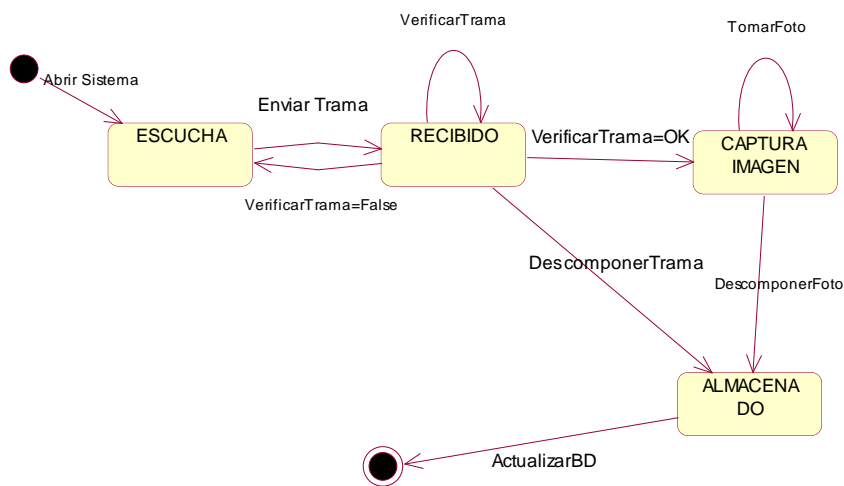 VerificarTrama
TomarFoto
Abrir Sistema
Enviar Trama
ESCUCHA
RECIBIDO
VerificarTrama=OK
CAPTURA
IMAGEN
VerificarTrama=False
DescomponerTrama
DescomponerFoto
ALMACENA
DO
ActualizarBD